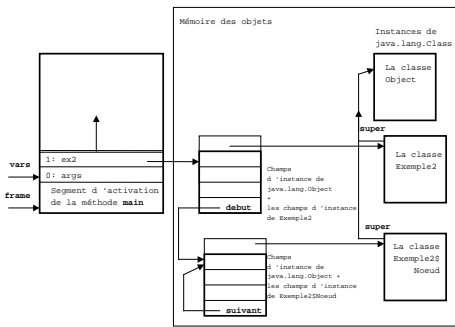 Mémoire des objets
Instances de
java.lang.Class
La classe
Object
super
1: ex2
vars
0: args
frame
Segment d 'activation
de la méthode main
Champs
d 'instance de
java.lang.Object
+
les champs d 'instance
de Exemple2
debut
La classe
Exemple2
super
Champs
d 'instance de
java.lang.Object +
les champs d 'instance
de Exemple2$Noeud
suivant
La classe
Exemple2$
Noeud